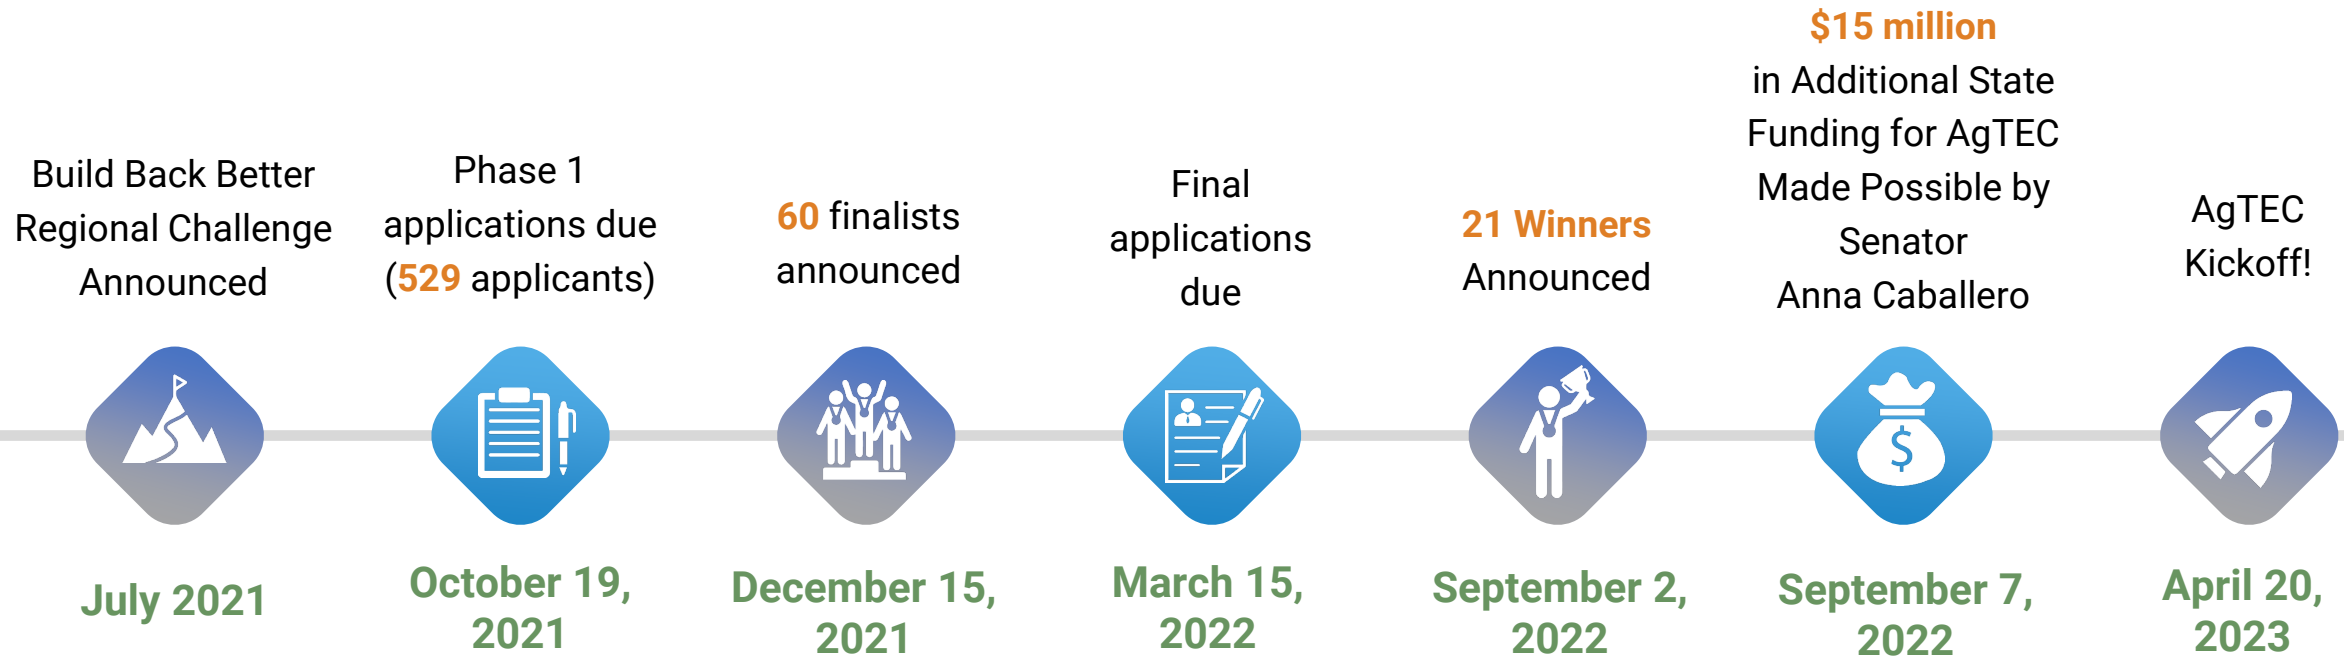 Build Back Better
Regional Challenge
Announced
July 2021
Phase 1
applications due
(529 applicants)
October 19,
2021
60 finalists
announced
December 15,
2021
Final
applications
due
March 15,
2022
21 Winners
Announced
September 2,
2022
$15 million
in Additional State
Funding for AgTEC
Made Possible by
Senator
Anna Caballero
$
September 7,
2022
AgTEC
Kickoff!
April 20,
2023